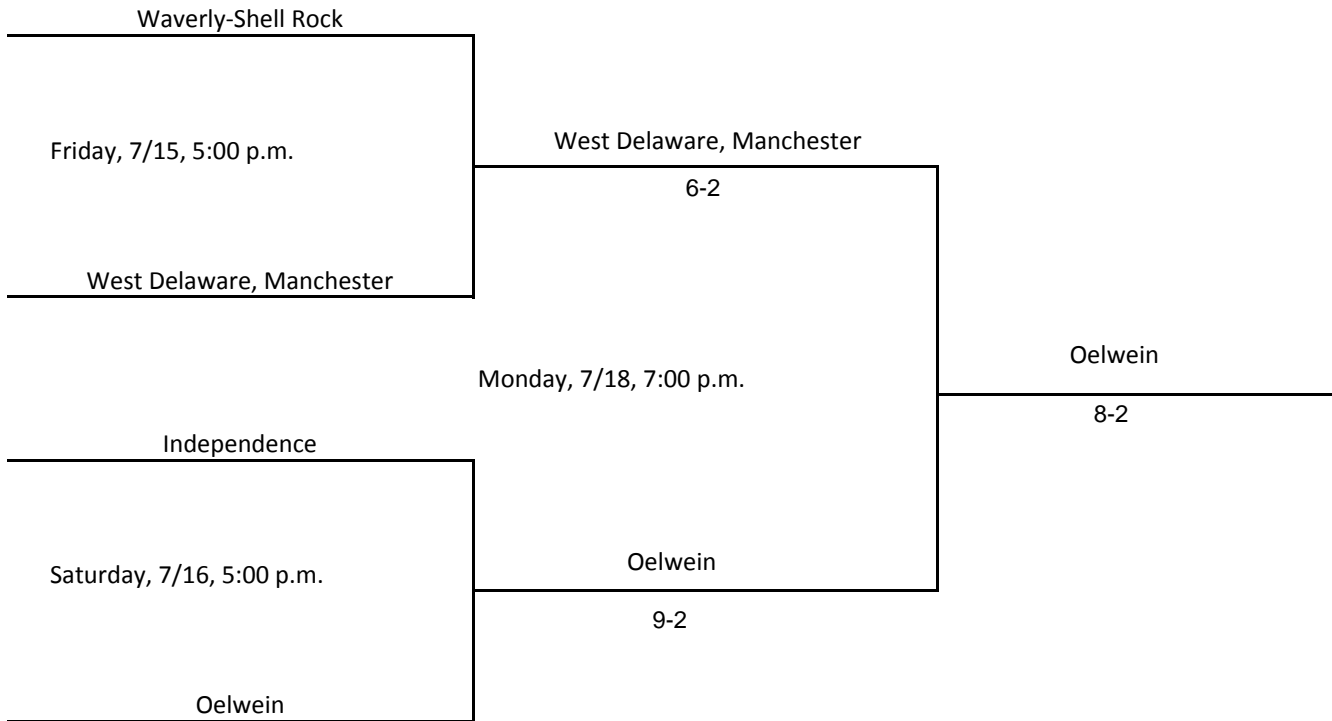 Waverly-Shell Rock
Friday, 7/15, 5:00 p.m.
West Delaware, Manchester
6-2
West Delaware, Manchester
Monday, 7/18, 7:00 p.m.
Oelwein
8-2
Independence
Saturday, 7/16, 5:00 p.m.
Oelwein
9-2
Oelwein